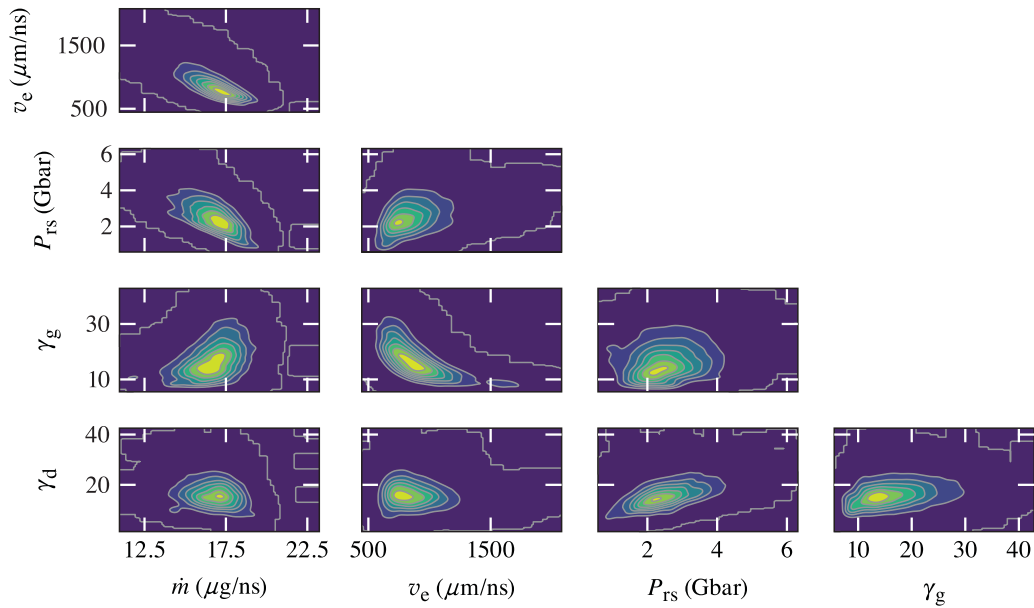 1500
500
v_e (μm/ns)
6
4
2
P_rs (Gbar)
30
10
γ_g
40
20
γ_d
12.5 17.5 22.5 500 1500 2 4 6 10 20 30 40
ṁ (μg/ns) v_e (μm/ns) P_rs (Gbar) γ_g